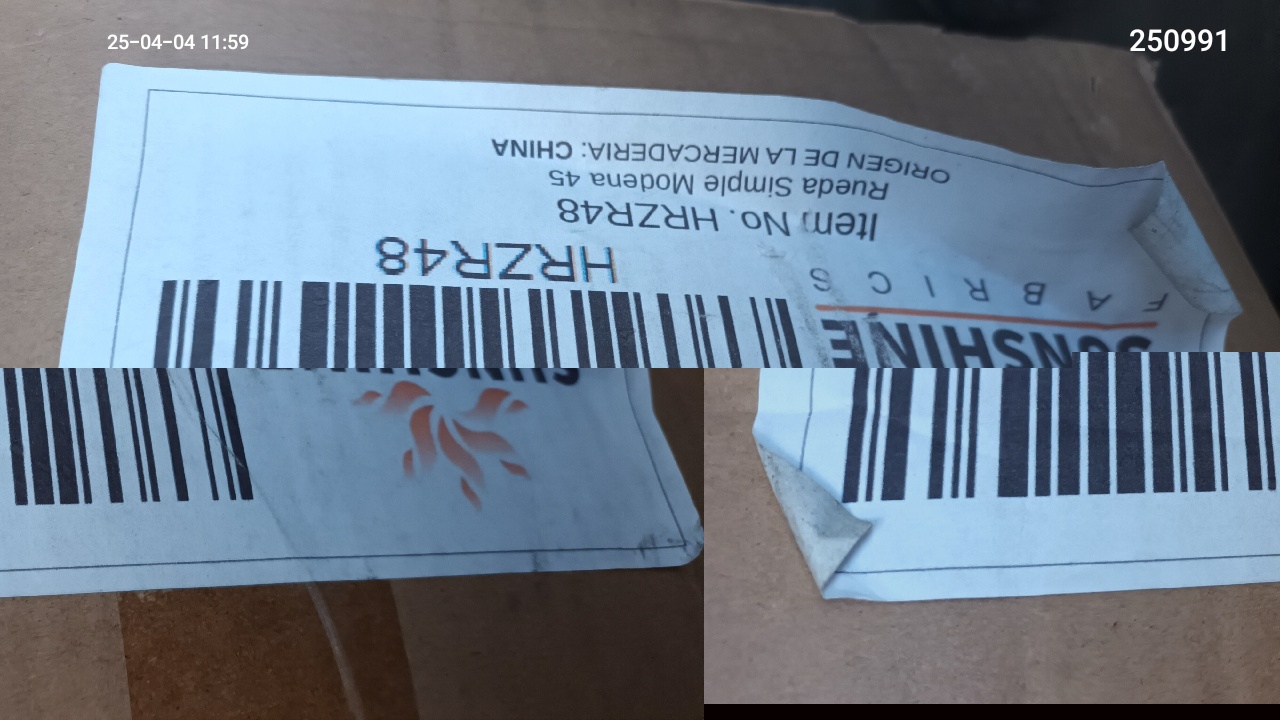 25-04-04 11:59
250991
ORIGEN DE LA MERCADERIA: CHINA
Rueda Simple Modena 45
Item No. HRZR48
HRZR48
FABRICS
SUNSHINE